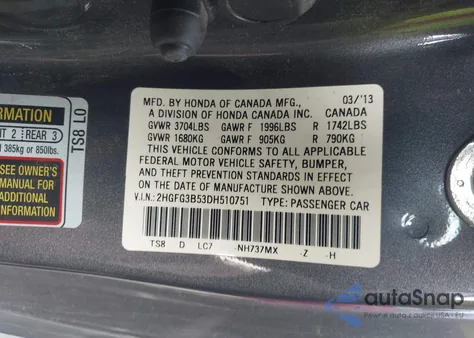 MFD. BY HONDA OF CANADA MFG., 03/'13
A DIVISION OF HONDA CANADA INC. CANADA
GVWR 3704LBS GAWR F 1996LBS R 1742LBS
GVWR 1680KG GAWR F 905KG R 790KG
THIS VEHICLE CONFORMS TO ALL APPLICABLE
FEDERAL MOTOR VEHICLE SAFETY, BUMPER,
AND THEFT PREVENTION STANDARDS IN EFFECT
ON THE DATE OF MANUFACTURE SHOWN ABOVE.
V.I.N.: 2HGFG3B53DH510751 TYPE: PASSENGER CAR
TS8 D LC7 -NH737MX -Z -H
ORMATION
NT 2 REAR 3
d 385kg or 850lbs.
SEE OWNER'S
MANUAL FOR
ADDITIONAL
TS8 L0
autoSnap